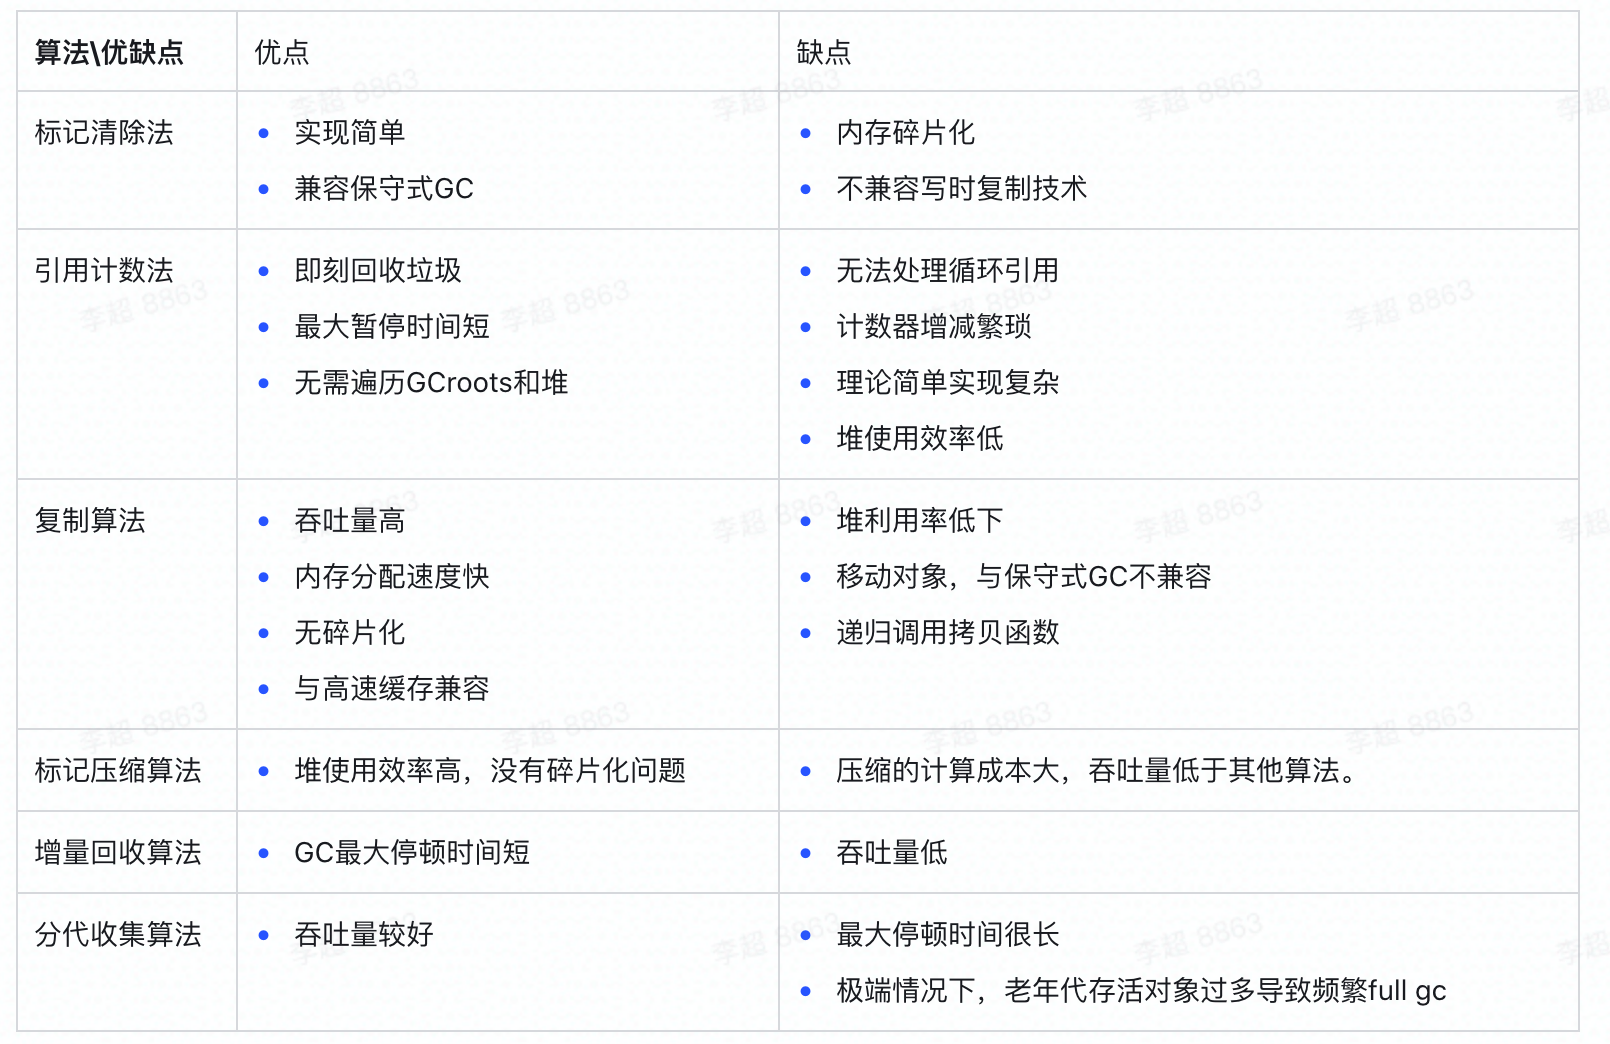 算法\优缺点 优点 缺点
标记清除法
实现简单
兼容保守式GC
内存碎片化
不兼容写时复制技术
引用计数法
即刻回收垃圾
最大暂停时间短
无需遍历GCroots和堆
无法处理循环引用
计数器增减繁琐
理论简单实现复杂
堆使用效率低
复制算法
吞吐量高
内存分配速度快
无碎片化
与高速缓存兼容
堆利用率低下
移动对象，与保守式GC不兼容
递归调用拷贝函数
标记压缩算法
堆使用效率高，没有碎片化问题
压缩的计算成本大，吞吐量低于其他算法。
增量回收算法
GC最大停顿时间短
吞吐量低
分代收集算法
吞吐量较好
最大停顿时间很长
极端情况下，老年代存活对象过多导致频繁full gc
李超 8863